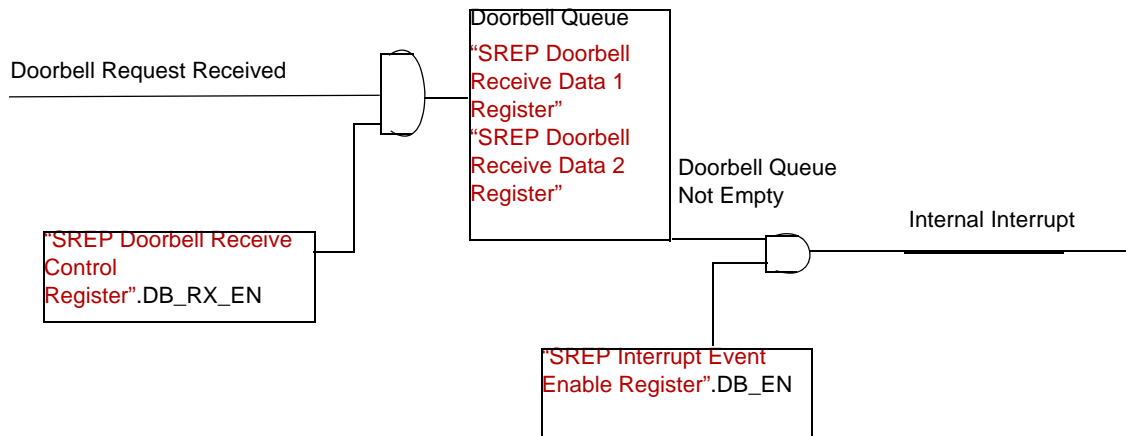 Doorbell Request Received
Doorbell Queue
“SREP Doorbell
Receive Data 1
Register”
“SREP Doorbell
Receive Data 2
Register”
Doorbell Queue
Not Empty
Internal Interrupt
“SREP Doorbell Receive
Control
Register”.DB_RX_EN
“SREP Interrupt Event
Enable Register”.DB_EN